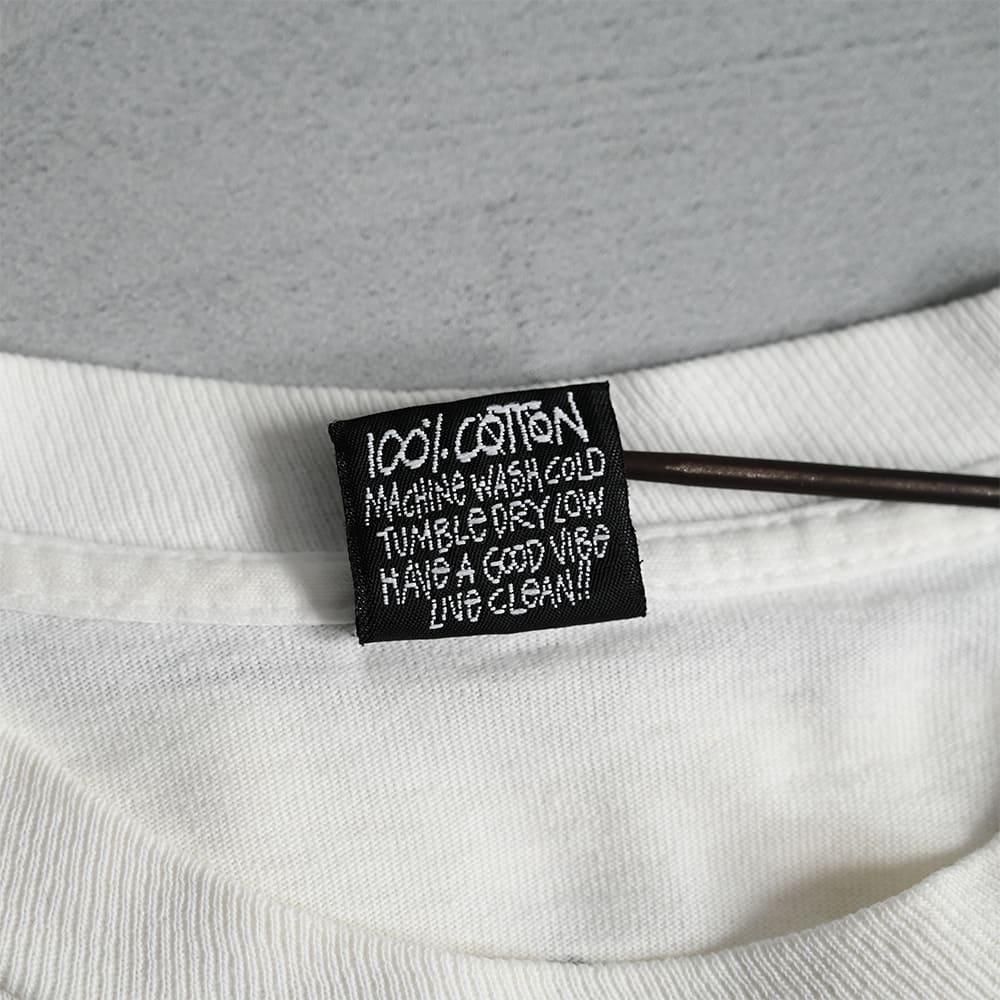 100% COTTON
MACHINE WASH COLD
TUMBLE DRY LOW
HAVE A GOOD VIBE
LIVE CLEAN!!